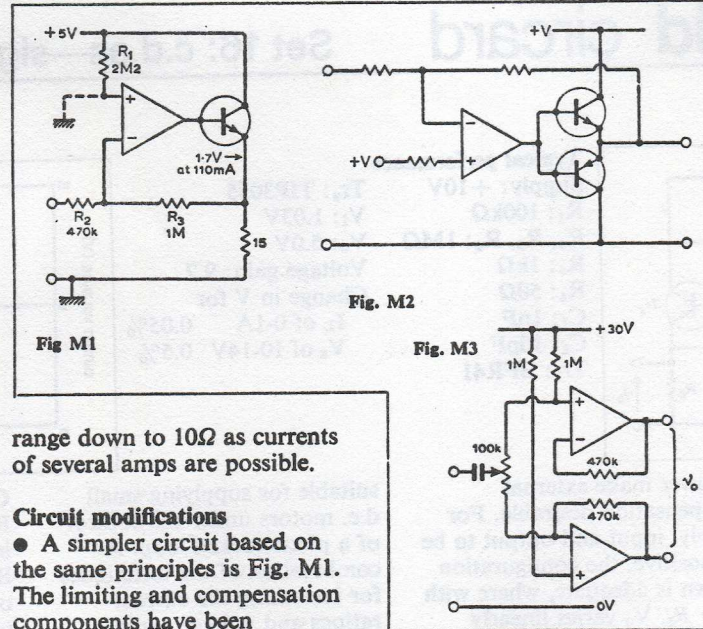 +5V
R1
2M2
+
−
1·7V →
at 110mA
R2
470k
R3
1M
15
Fig M1
+V
−
+
+V
Fig. M2
Fig. M3
+30V
1M
1M
+
−
100k
470k
470k
vo
−
+
0V
range down to 10Ω as currents
of several amps are possible.
Circuit modifications
● A simpler circuit based on
the same principles is Fig. M1.
The limiting and compensation
components have been